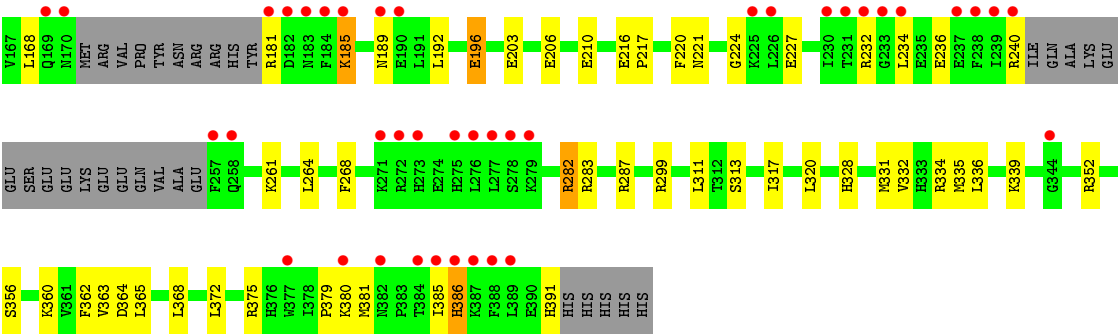 V167 L168 Q169 N170 MET ARG VAL PRO TYR ASN ARG ARG HIS TYR R181 D182 N183 F184 K185 N189 E190 L191 L192 E196 E203 E206 E210 E216 P217 F220 N221 G224 K225 L226 E227 I230 T231 R232 G233 L234 E235 E236 E237 F238 I239 R240 ILE GLN ALA LYS GLU
GLU SER GLU GLU LYS GLU GLU GLN VAL ALA GLU F257 Q258 K261 L264 F268 K271 R272 H273 H274 H275 L276 L277 S278 K279 R282 R283 R287 R299 L311 T312 S313 I317 L320 H328 M331 V332 H333 R334 M335 L336 K339 G344 R352
S356 K360 V361 F362 V363 D364 L365 L368 L372 R375 H376 W377 I378 P379 K380 M381 N382 P383 T384 I385 H386 K387 F388 L389 E390 H391 HIS HIS HIS HIS HIS